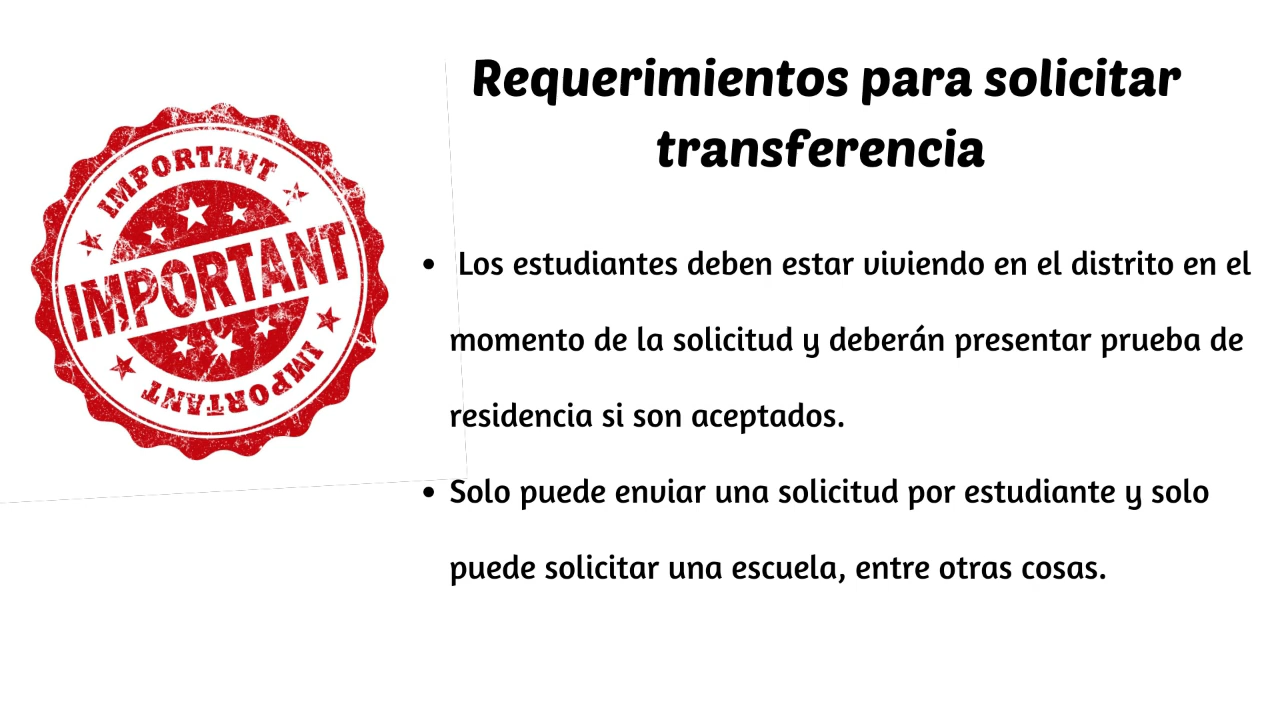 IMPORTANT
IMPORTANT
IMPORTANT
Requerimientos para solicitar
transferencia
• Los estudiantes deben estar viviendo en el distrito en el
momento de la solicitud y deberán presentar prueba de
residencia si son aceptados.
• Solo puede enviar una solicitud por estudiante y solo
puede solicitar una escuela, entre otras cosas.